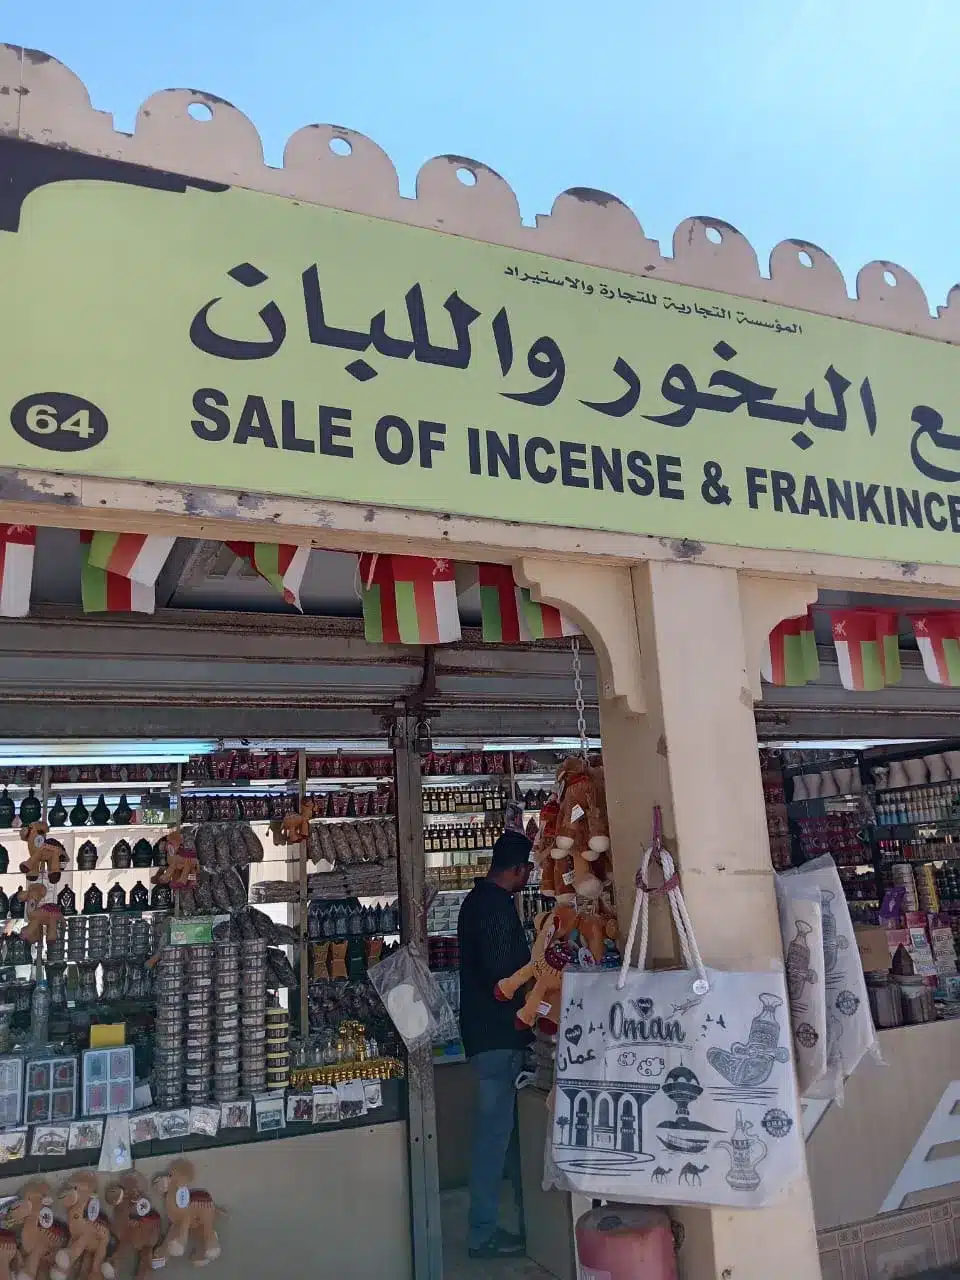 المؤسسة التجارية للتجارة والاستيراد
البخور واللبان
64
SALE OF INCENSE & FRANKINCE
Oman
عمان